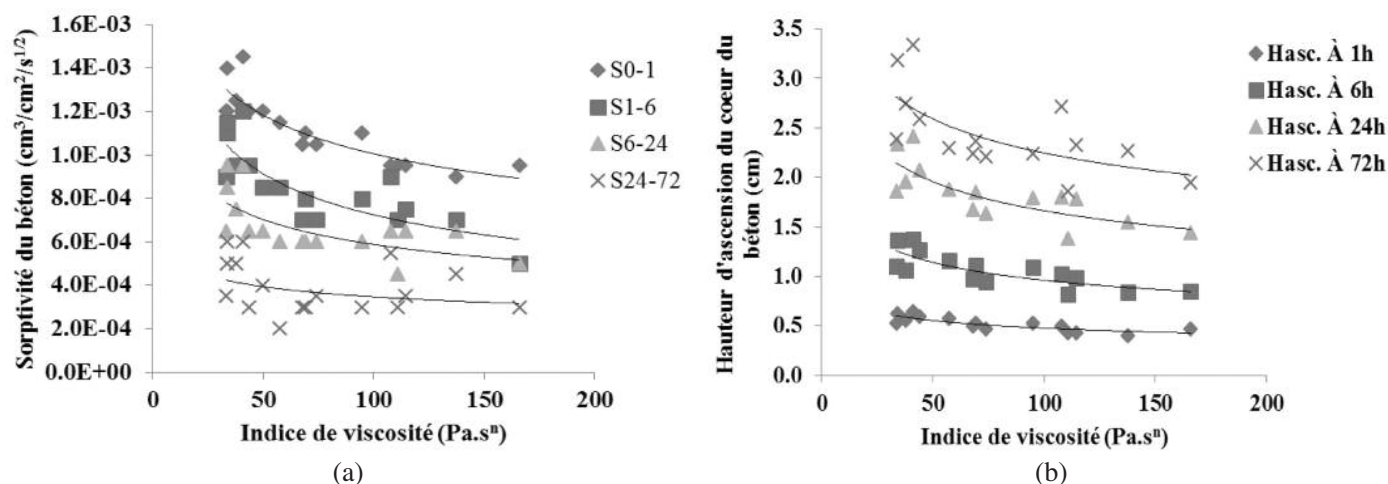 Sorptivité du béton (cm³/cm²/s¹ᐟ²)
1.6E-03
1.4E-03
1.2E-03
1.0E-03
8.0E-04
6.0E-04
4.0E-04
2.0E-04
0.0E+00
0
50
100
150
200
Indice de viscosité (Pa.sⁿ)
S0-1
S1-6
S6-24
S24-72
(a)
Hauteur d'ascension du coeur du
béton (cm)
3.5
3.0
2.5
2.0
1.5
1.0
0.5
0.0
0
50
100
150
200
Indice de viscosité (Pa.sⁿ)
Hasc. À 1h
Hasc. À 6h
Hasc. À 24h
Hasc. À 72h
(b)